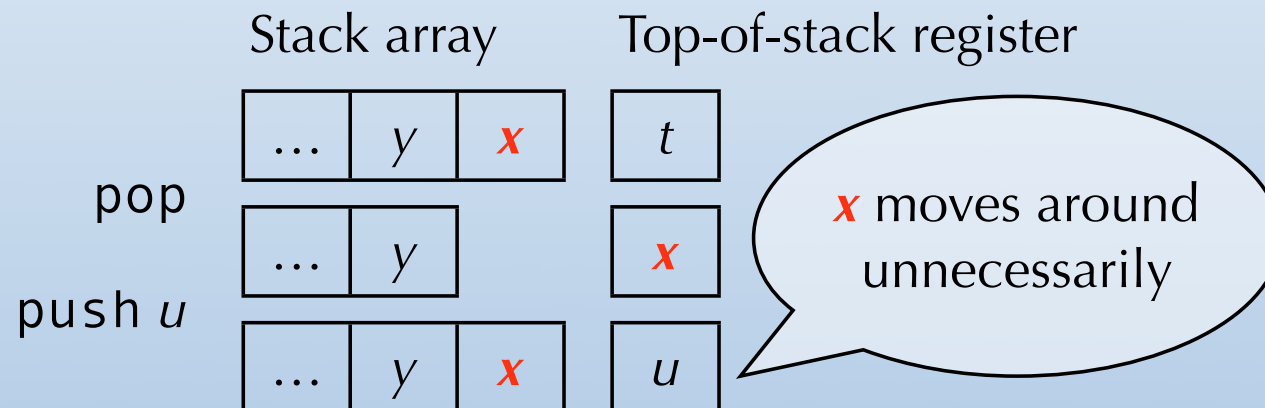 Stack array Top-of-stack register
… y x t
pop
… y x
push u
… y x u
x moves around
unnecessarily